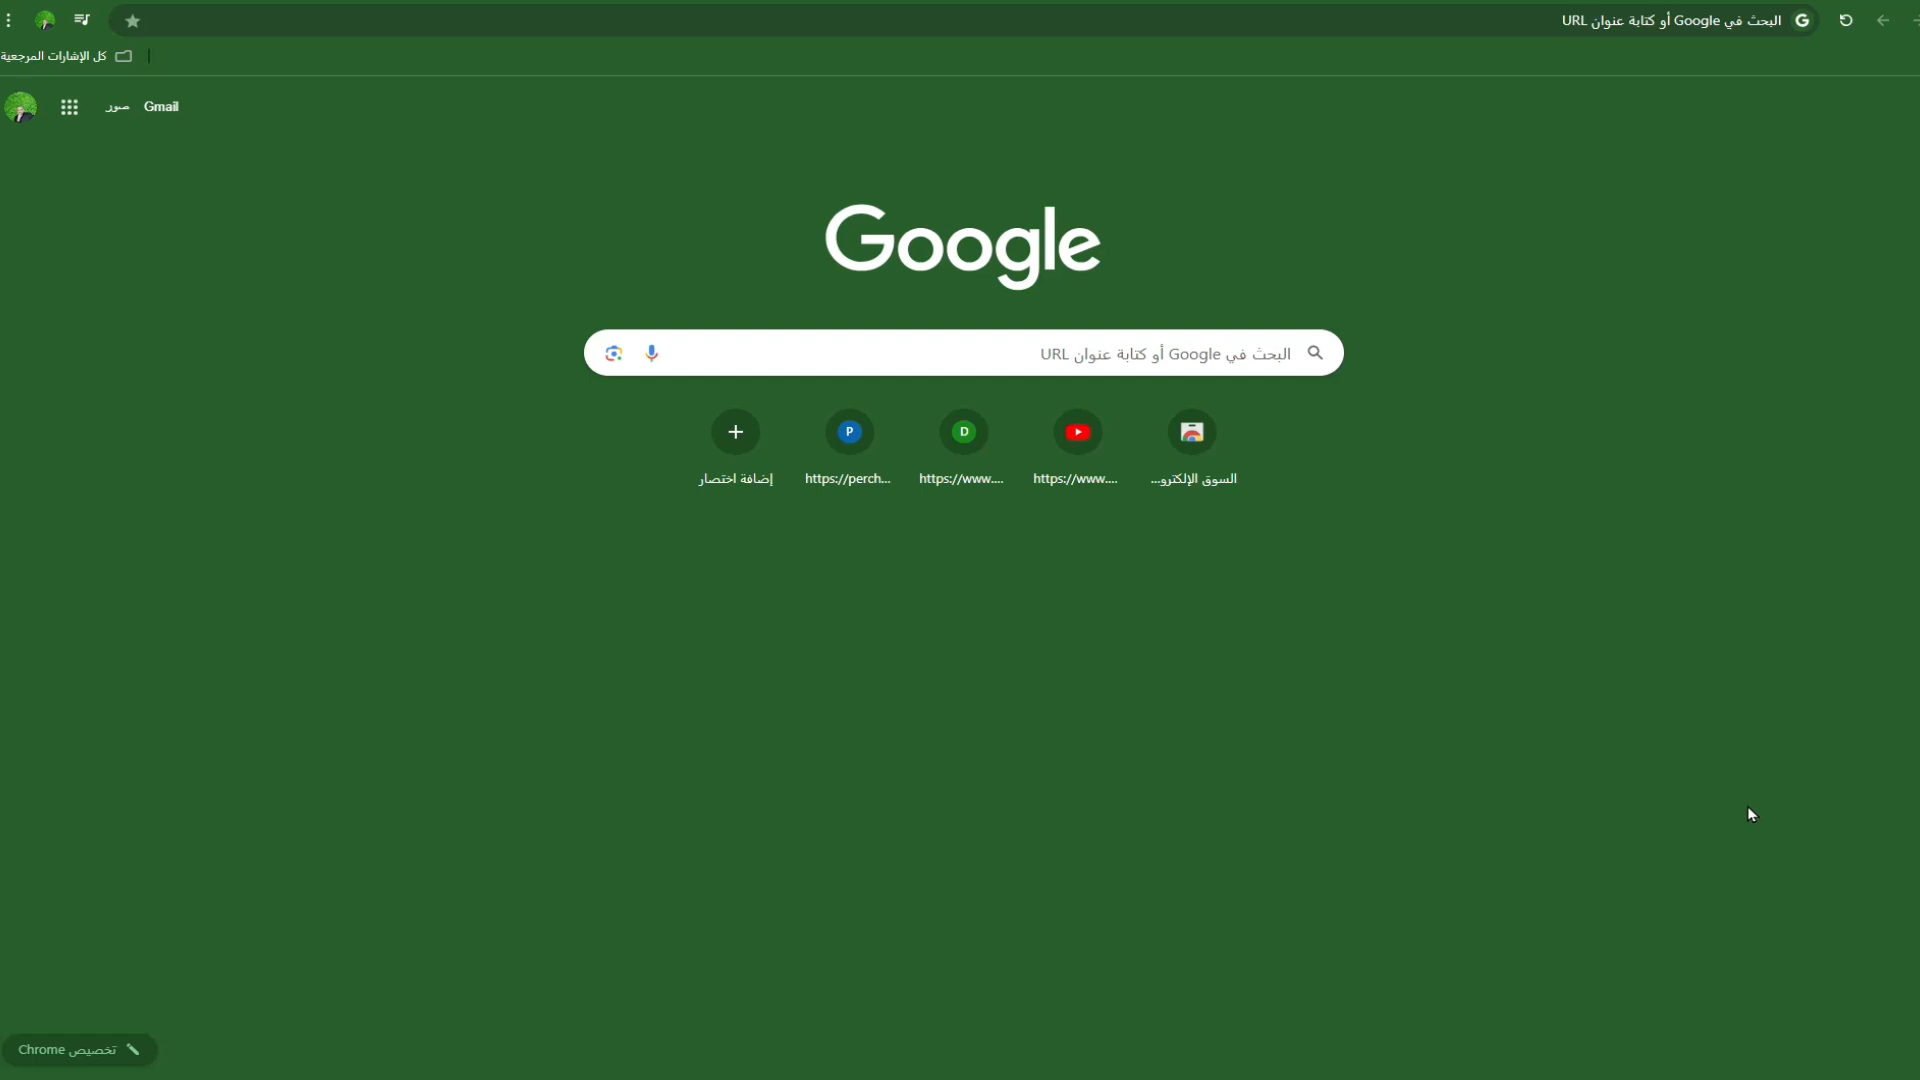 البحث في Google أو كتابة عنوان URL
كل الإشارات المرجعية
Gmail
صور
Google
البحث في Google أو كتابة عنوان URL
السوق الإلكترو...
https://www....
https://www....
https://perch...
إضافة اختصار
P
D
تخصيص Chrome